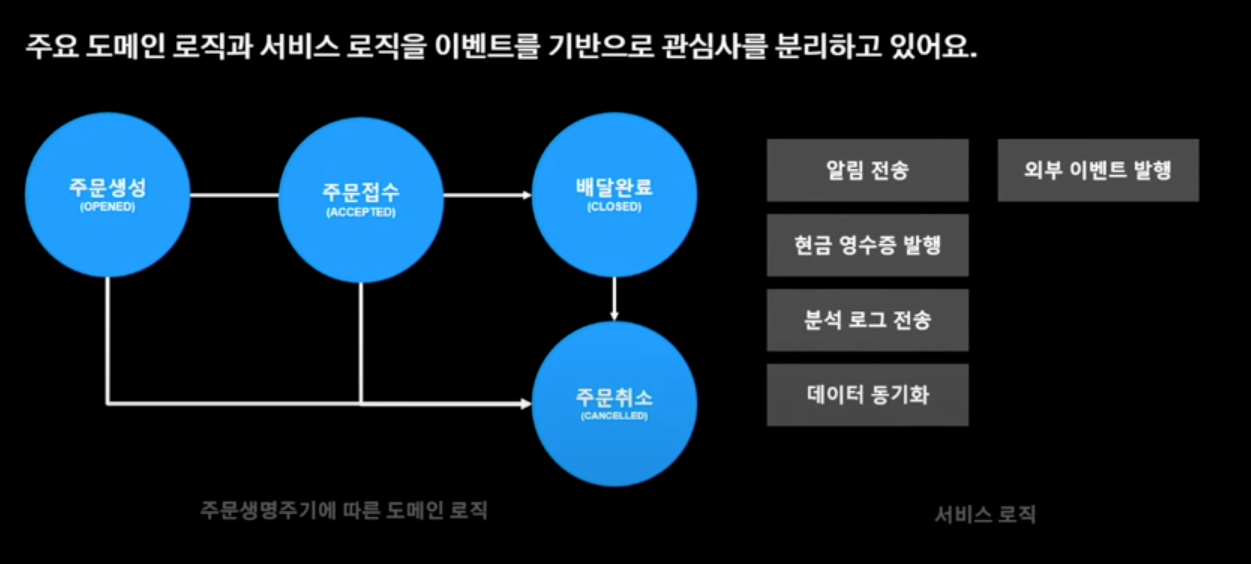 주요 도메인 로직과 서비스 로직을 이벤트를 기반으로 관심사를 분리하고 있어요.
주문생성
(OPENED)
주문접수
(ACCEPTED)
배달완료
(CLOSED)
주문취소
(CANCELLED)
주문생명주기에 따른 도메인 로직
알림 전송
외부 이벤트 발행
현금 영수증 발행
분석 로그 전송
데이터 동기화
서비스 로직